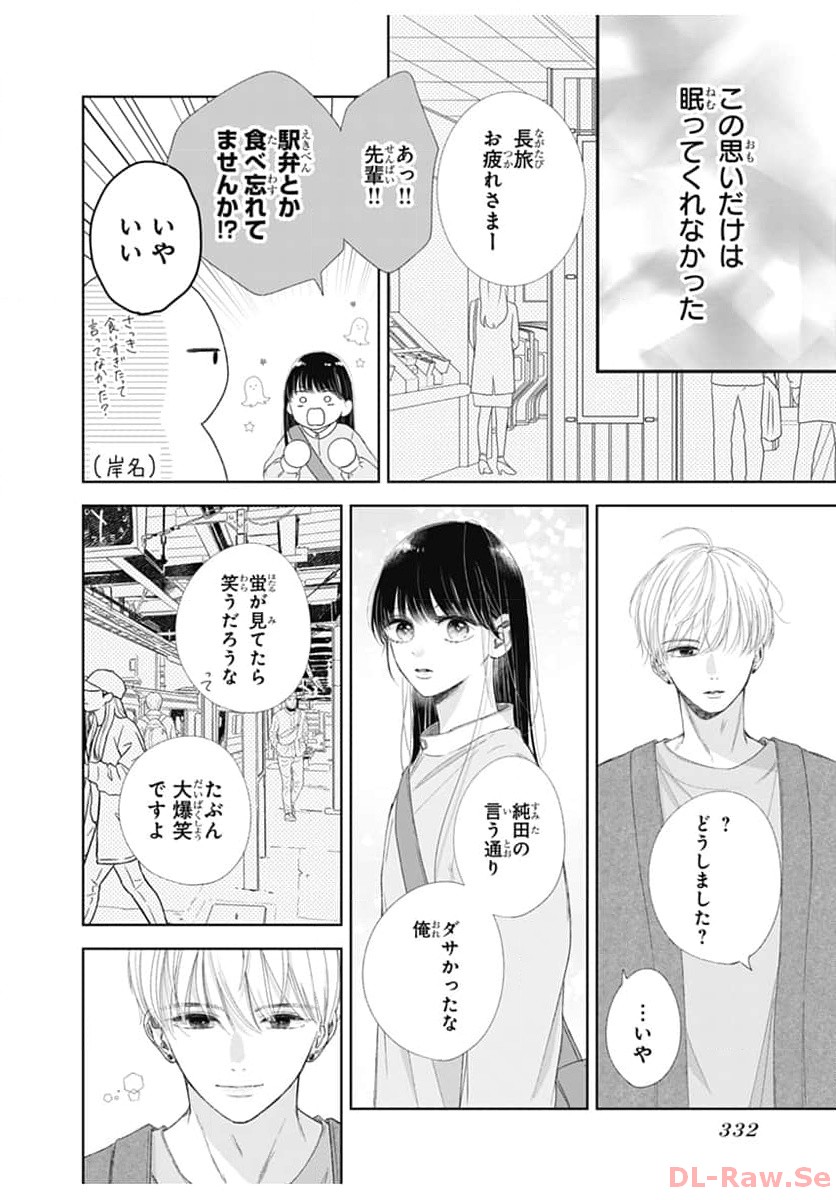 この思いだけは
眠ってくれなかった
長旅
お疲れさまー
あっ!!
先輩!!
駅弁とか
食べ忘れて
ませんか!?
いや
いい
さっき
食いすぎたって
言ってなかった?
(岸名)
?
どうしました?
…いや
純田の
言う通り
ダサかったな
俺
蛍が見てたら
笑うだろうな
って
たぶん
大爆笑
ですよ
332
DL-Raw.Se